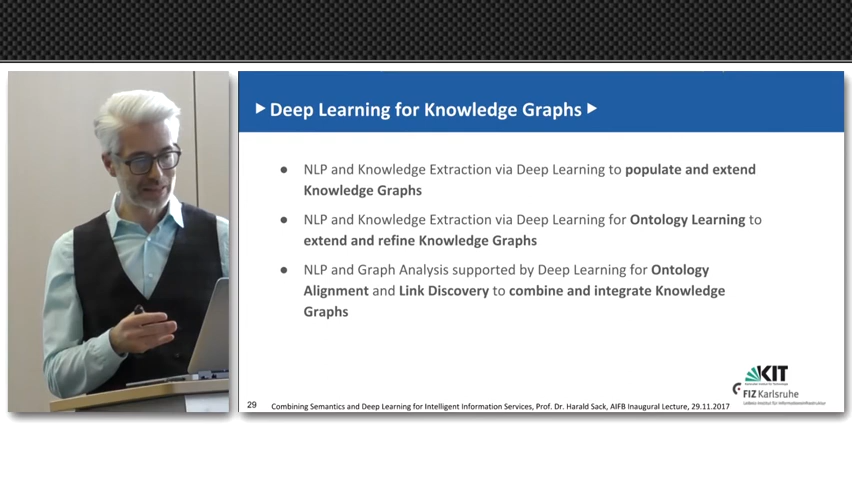 Deep Learning for Knowledge Graphs
● NLP and Knowledge Extraction via Deep Learning to populate and extend
Knowledge Graphs
● NLP and Knowledge Extraction via Deep Learning for Ontology Learning to
extend and refine Knowledge Graphs
● NLP and Graph Analysis supported by Deep Learning for Ontology
Alignment and Link Discovery to combine and integrate Knowledge
Graphs
KIT
FIZ Karlsruhe
29 Combining Semantics and Deep Learning for Intelligent Information Services, Prof. Dr. Harald Sack, AIFB Inaugural Lecture, 29.11.2017